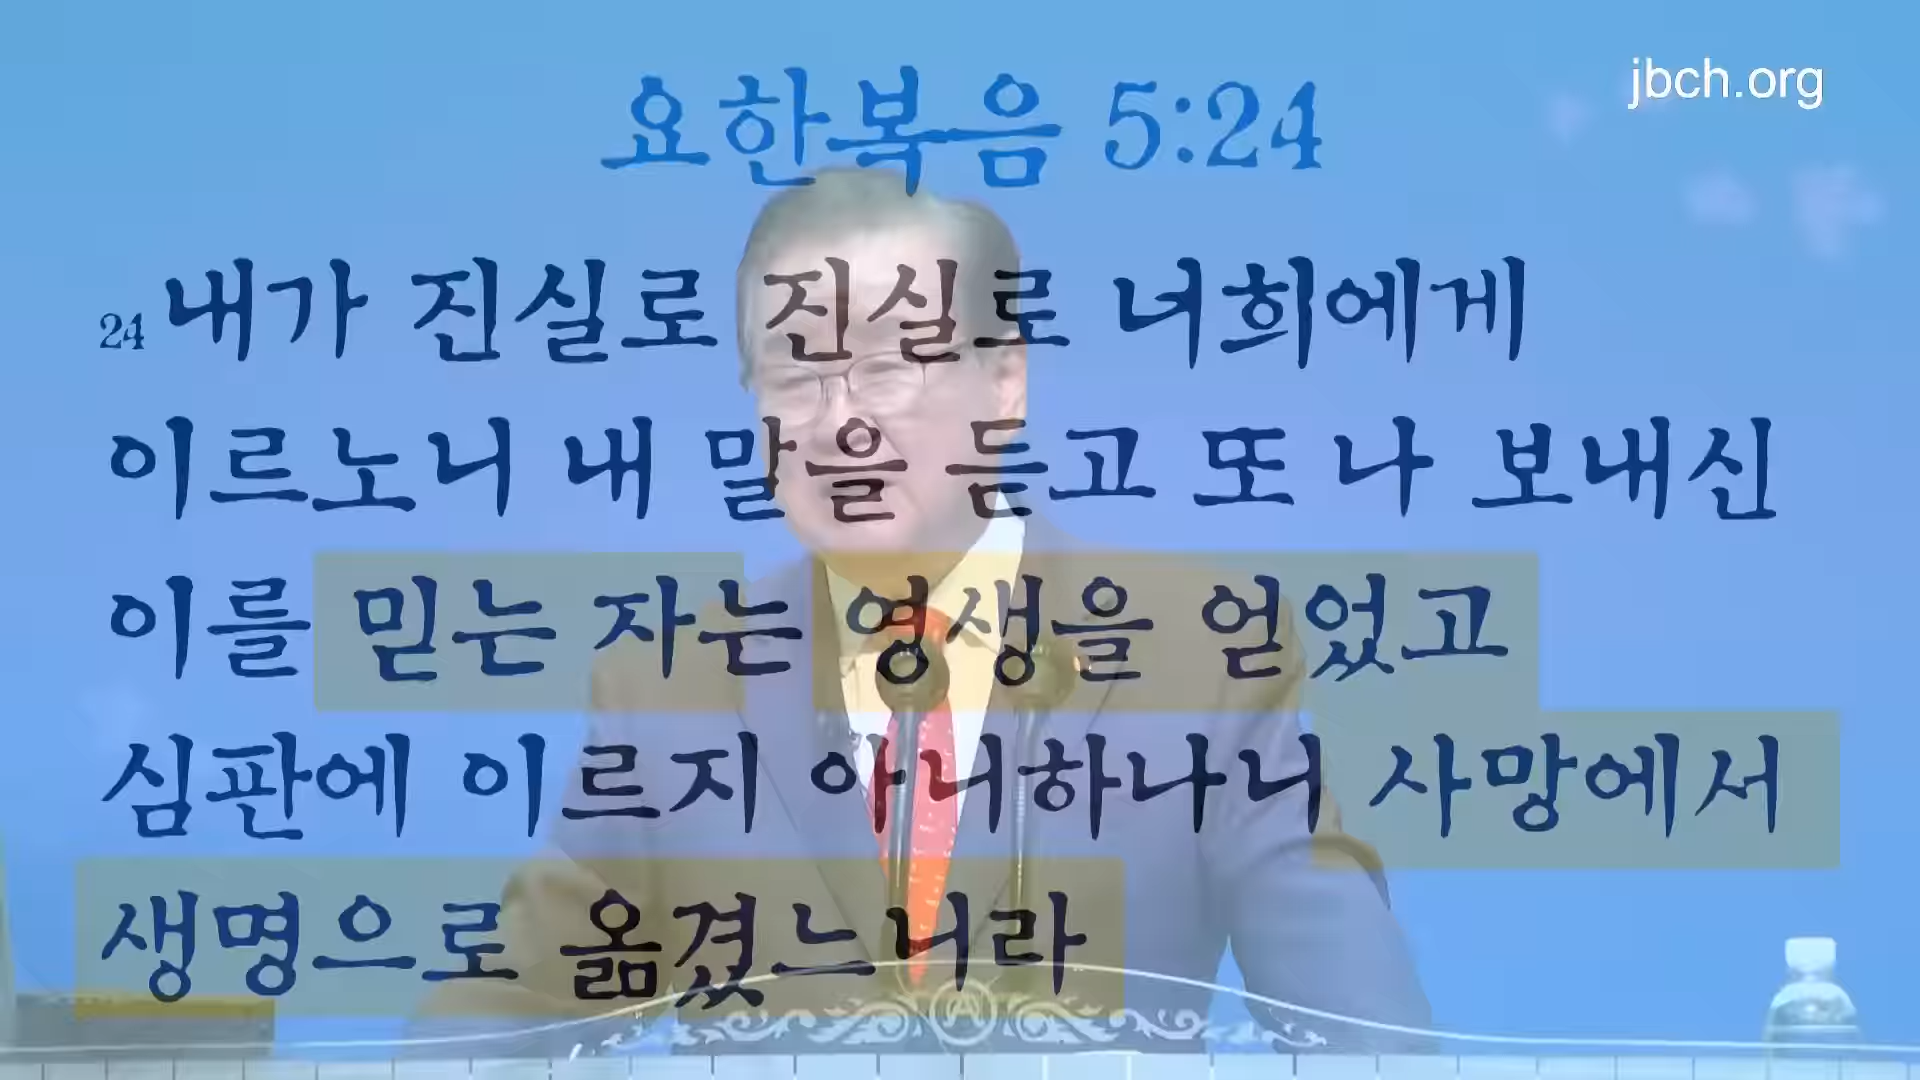 jbch.org
요한복음 5:24
24 내가 진실로 진실로 너희에게
이르노니 내 말을 듣고 또 나 보내신
이를 믿는 자는 영생을 얻었고
심판에 이르지 아니하나니 사망에서
생명으로 옮겼느니라